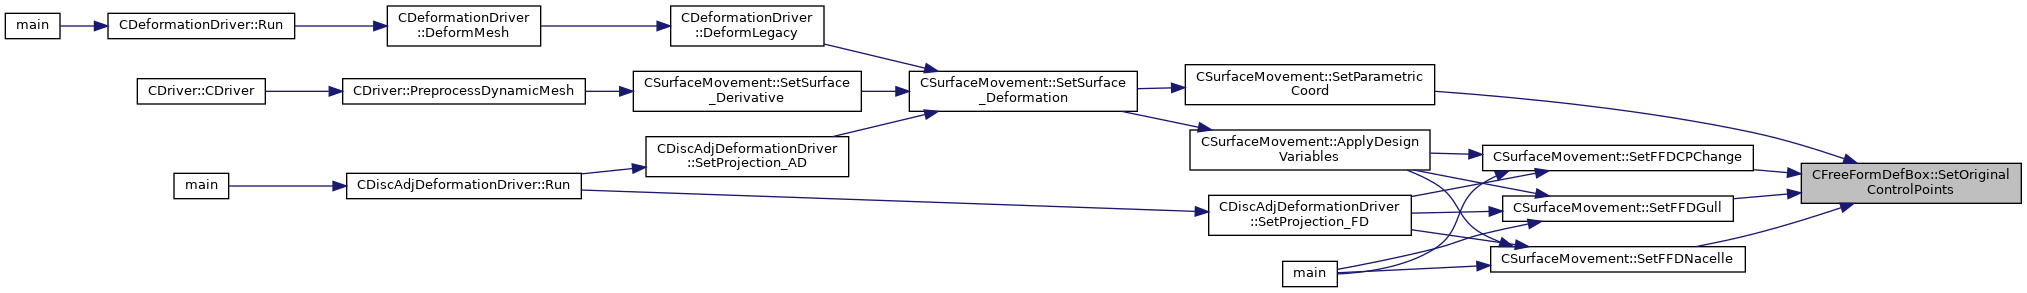 main
CDeformationDriver::Run
CDeformationDriver
::DeformMesh
CDeformationDriver
::DeformLegacy
CDriver::CDriver
CDriver::PreprocessDynamicMesh
CSurfaceMovement::SetSurface
_Derivative
CSurfaceMovement::SetSurface
_Deformation
CSurfaceMovement::SetParametric
Coord
CDiscAdjDeformationDriver
::SetProjection_AD
CSurfaceMovement::ApplyDesign
Variables
CSurfaceMovement::SetFFDCPChange
main
CDiscAdjDeformationDriver::Run
CFreeFormDefBox::SetOriginal
ControlPoints
CDiscAdjDeformationDriver
::SetProjection_FD
CSurfaceMovement::SetFFDGull
CSurfaceMovement::SetFFDNacelle
main